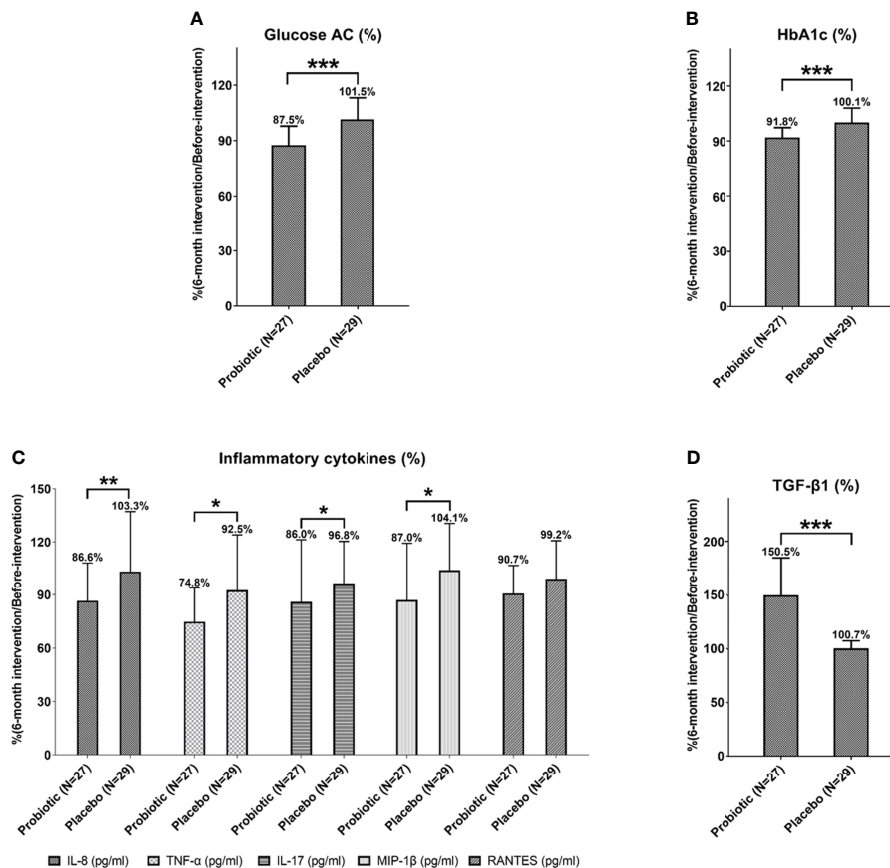 A
Glucose AC (%)
%(6-month intervention/Before-intervention)
120
90
60
30
0
***
87.5%
101.5%
Probiotic (N=27)
Placebo (N=29)
B
HbA1c (%)
%(6-month intervention/Before-intervention)
120
90
60
30
0
***
91.8%
100.1%
Probiotic (N=27)
Placebo (N=29)
C
Inflammatory cytokines (%)
%(6-month intervention/Before-intervention)
150
120
90
60
30
0
**
86.6%
103.3%
*
74.8%
92.5%
*
86.0%
96.8%
*
87.0%
104.1%
90.7%
99.2%
Probiotic (N=27)
Placebo (N=29)
Probiotic (N=27)
Placebo (N=29)
Probiotic (N=27)
Placebo (N=29)
Probiotic (N=27)
Placebo (N=29)
Probiotic (N=27)
Placebo (N=29)
IL-8 (pg/ml) TNF-α (pg/ml) IL-17 (pg/ml) MIP-1β (pg/ml) RANTES (pg/ml)
D
TGF-β1 (%)
%(6-month intervention/Before-intervention)
200
150
100
50
0
***
150.5%
100.7%
Probiotic (N=27)
Placebo (N=29)